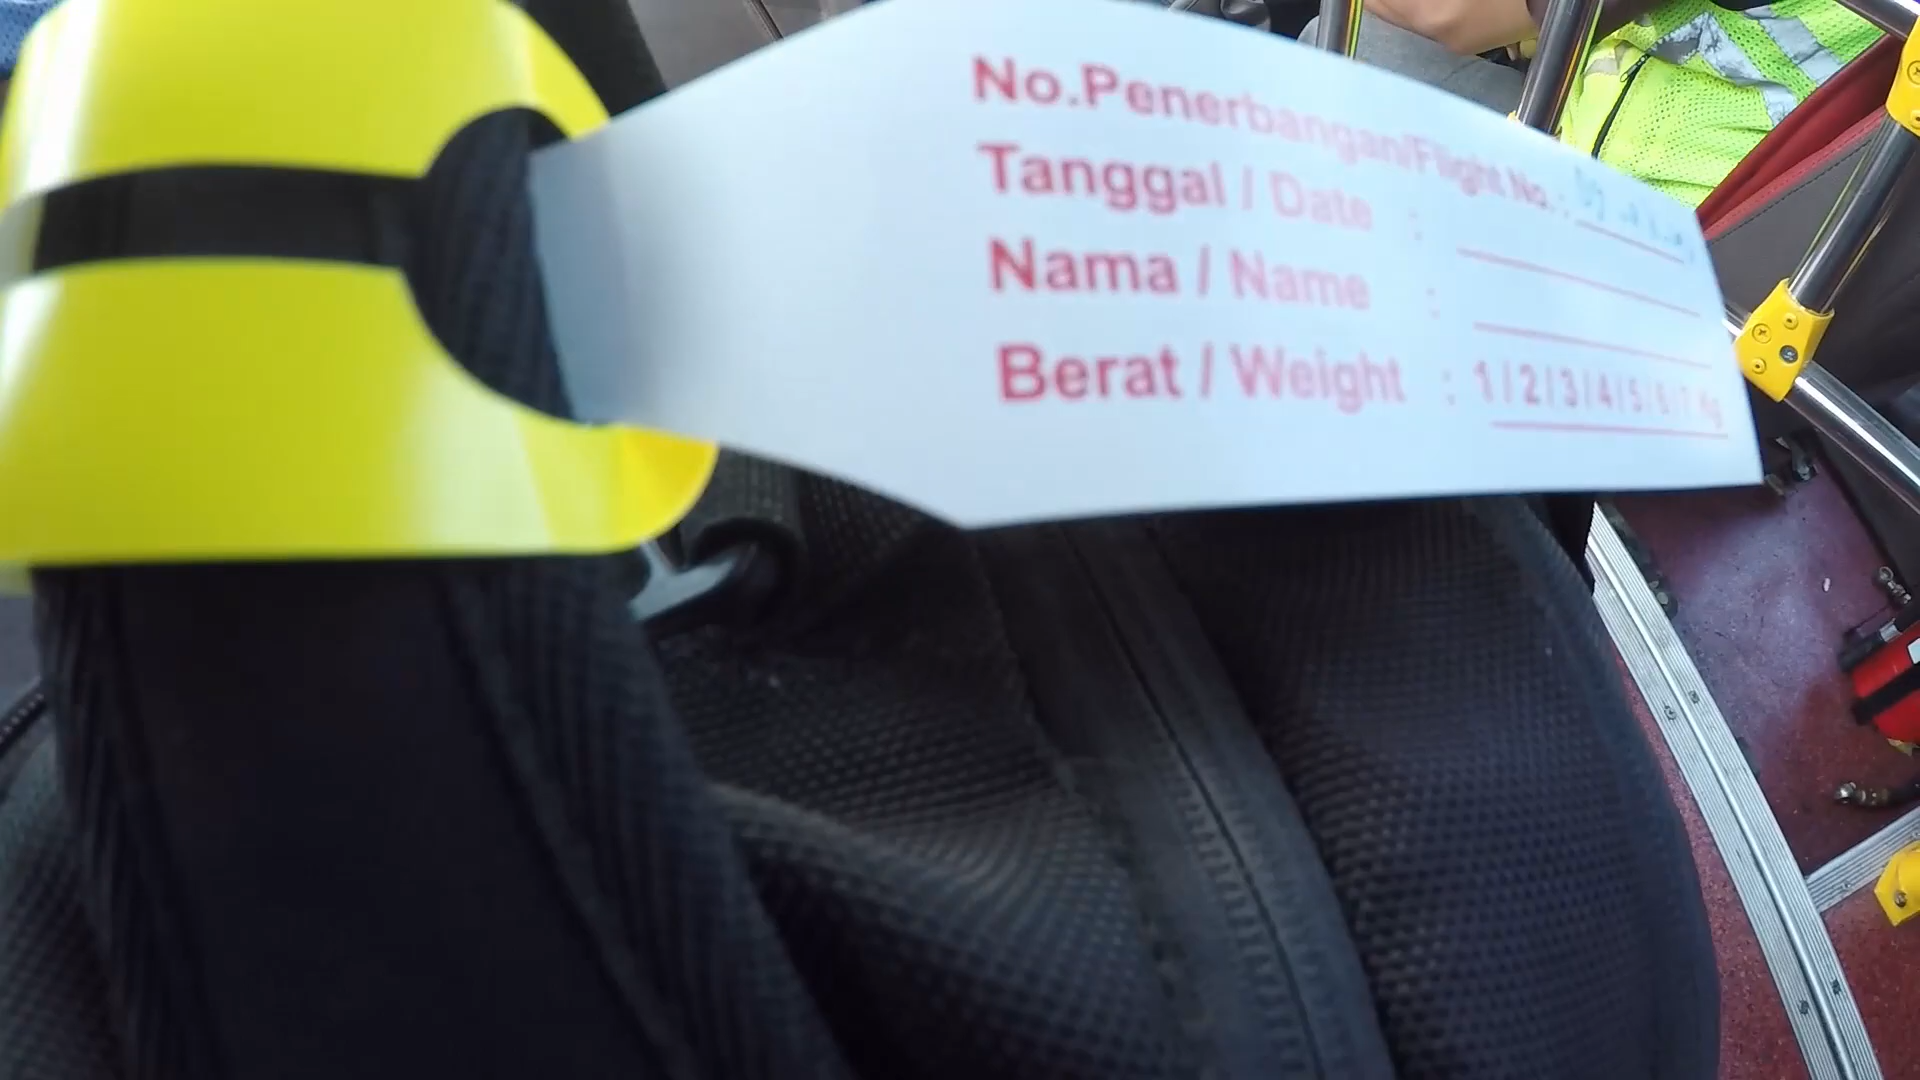 No.Penerbangan/Flight No.:
Tanggal / Date :
Nama / Name :
Berat / Weight : 1/2/3/4/5/6/7 Kg